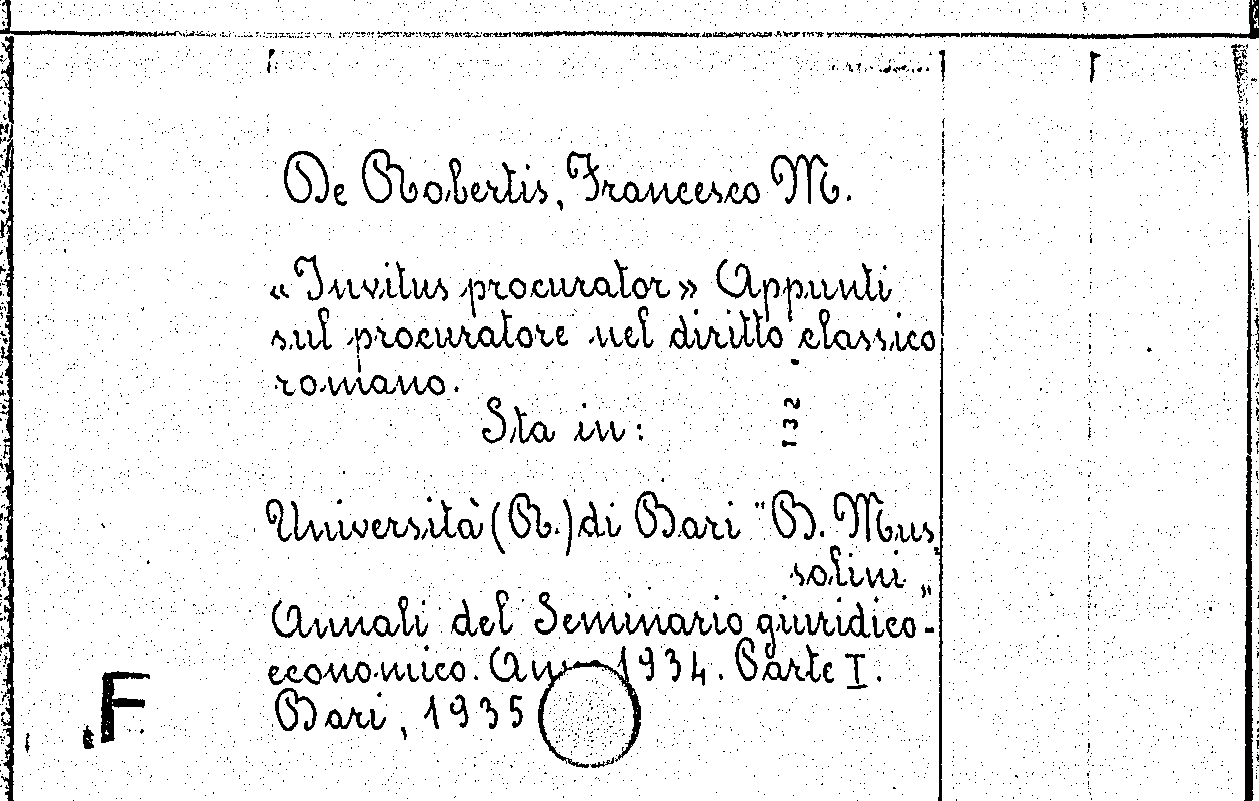 De Robertis, Francesco M.
«Invitus procurator» Appunti
sul procuratore nel diritto classico
romano.
Sta in:
132
Università (R.) di Bari "B. Mus-
solini„
Annali del Seminario giuridico-
economico. Anno 1934. Parte I.
Bari, 1935
F